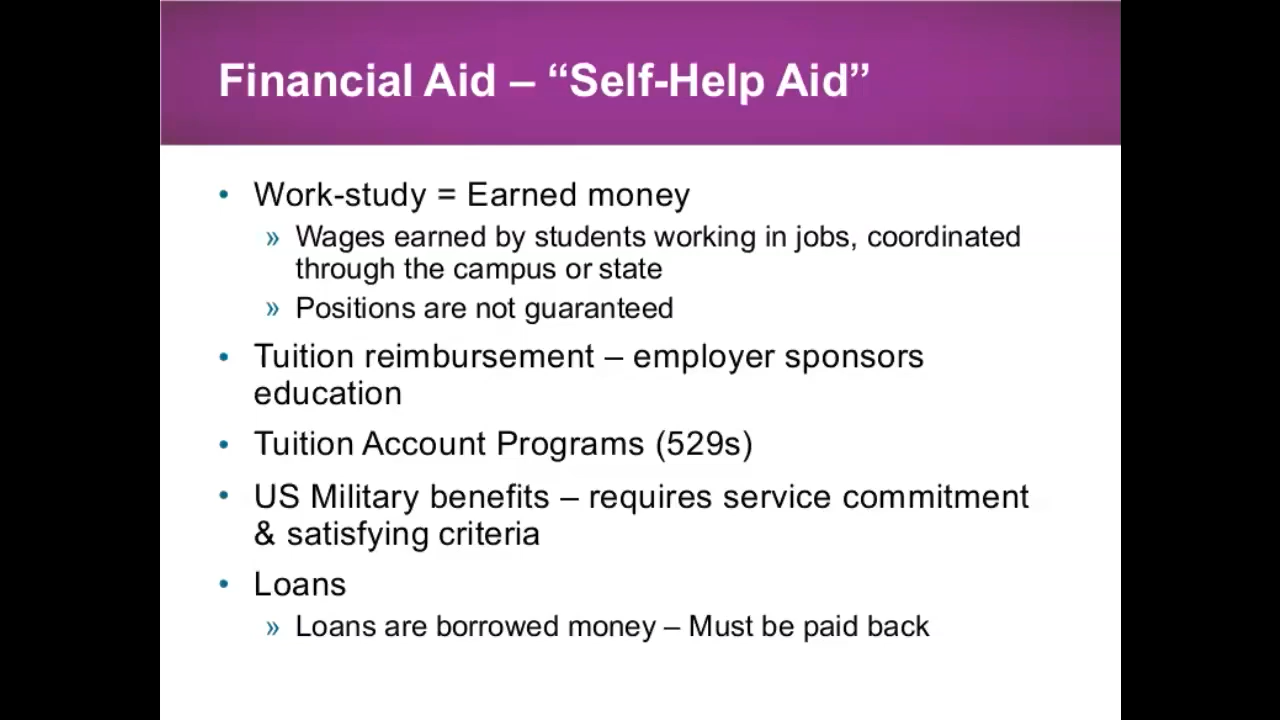 Financial Aid – “Self-Help Aid”
• Work-study = Earned money
» Wages earned by students working in jobs, coordinated
through the campus or state
» Positions are not guaranteed
• Tuition reimbursement – employer sponsors
education
• Tuition Account Programs (529s)
• US Military benefits – requires service commitment
& satisfying criteria
• Loans
» Loans are borrowed money – Must be paid back